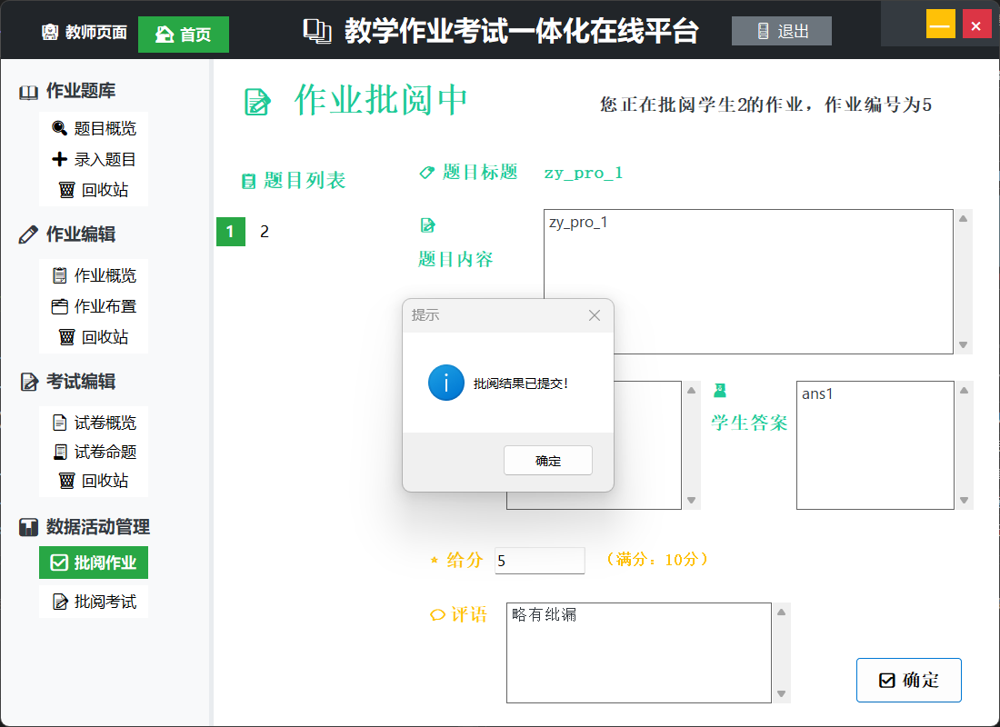 教师页面
首页
教学作业考试一体化在线平台
退出
作业题库
题目概览
录入题目
回收站
作业编辑
作业概览
作业布置
回收站
考试编辑
试卷概览
试卷命题
回收站
数据活动管理
批阅作业
批阅考试
作业批阅中
您正在批阅学生2的作业，作业编号为5
题目列表
1 2
题目标题 zy_pro_1
题目内容
zy_pro_1
提示
批阅结果已提交！
确定
学生答案
ans1
给分 5 （满分：10分）
评语
略有纰漏
确定